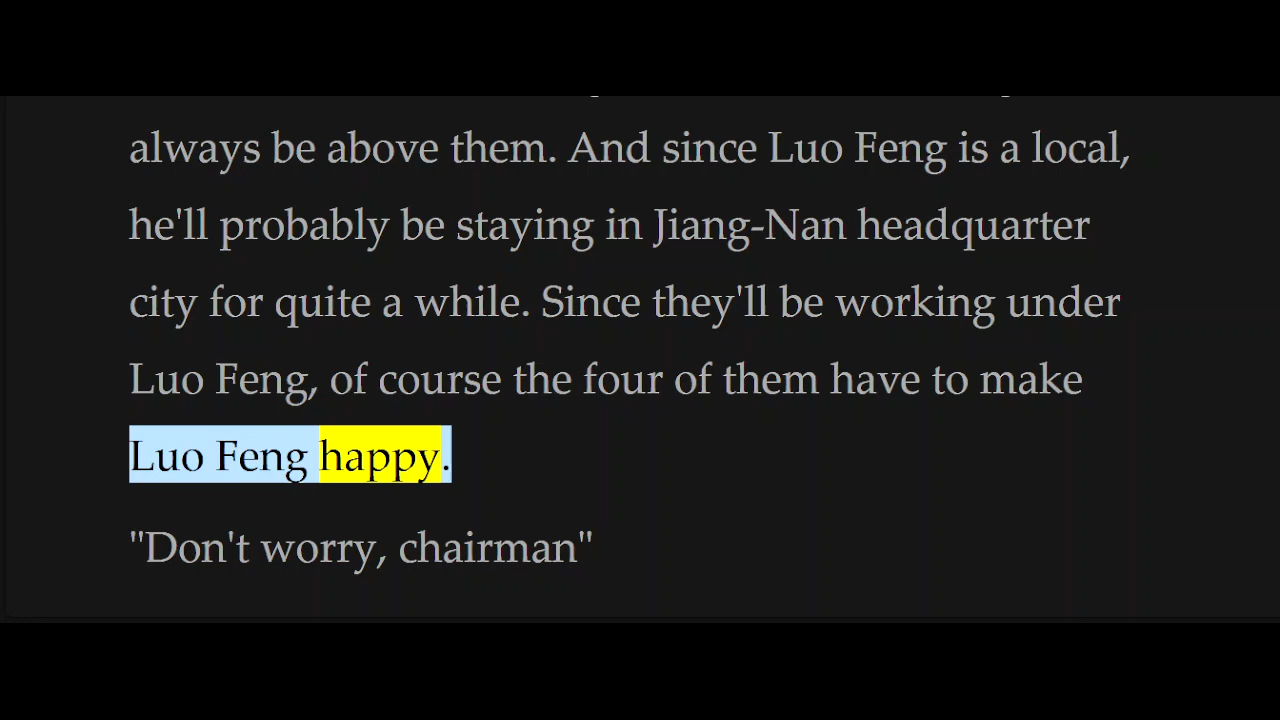 always be above them. And since Luo Feng is a local,
he'll probably be staying in Jiang-Nan headquarter
city for quite a while. Since they'll be working under
Luo Feng, of course the four of them have to make
Luo Feng happy.
"Don't worry, chairman"